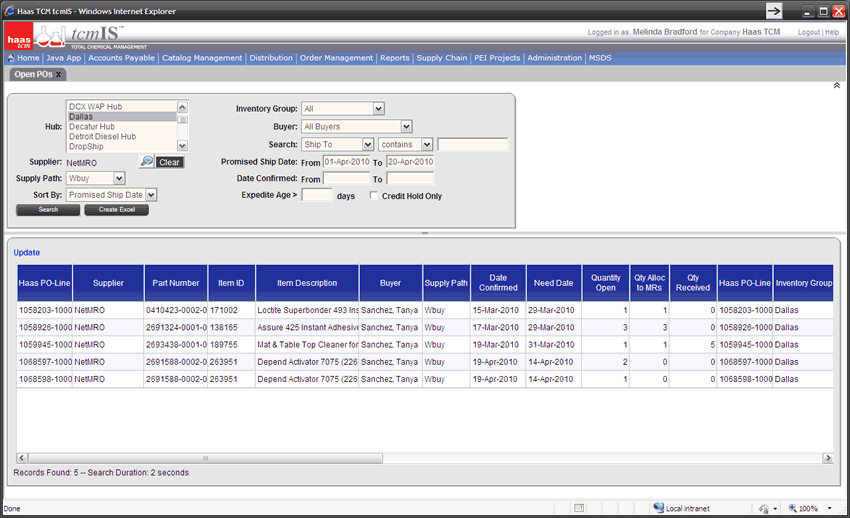 Haas TCM tcmIS - Windows Internet Explorer
haas tcm
tcmIS
TOTAL CHEMICAL MANAGEMENT
Logged in as: Melinda Bradford for Company Haas TCM
Logout | Help
Home | Java App | Accounts Payable | Catalog Management | Distribution | Order Management | Reports | Supply Chain | PEI Projects | Administration | MSDS
Open POs x
Hub:
DCX WAP Hub
Dallas
Decatur Hub
Detroit Diesel Hub
DropShip
Supplier: NetMRO Clear
Supply Path: Wbuy
Sort By: Promised Ship Date
Search Create Excel
Inventory Group: All
Buyer: All Buyers
Search: Ship To contains
Promised Ship Date: From 01-Apr-2010 To 20-Apr-2010
Date Confirmed: From To
Expedite Age > days Credit Hold Only
Update
Haas PO-Line Supplier Part Number Item ID Item Description Buyer Supply Path Date Confirmed Need Date Quantity Open Qty Alloc to MRs Qty Received Haas PO-Line Inventory Group
1058203-1000 NetMRO 0410423-0002-0 171002 Loctite Superbonder 493 Ins Sanchez, Tanya Wbuy 15-Mar-2010 29-Mar-2010 1 1 0 1058203-1000 Dallas
1058926-1000 NetMRO 2691324-0001-0 138165 Assure 425 Instant Adhesive Sanchez, Tanya Wbuy 17-Mar-2010 29-Mar-2010 3 3 0 1058926-1000 Dallas
1059945-1000 NetMRO 2693438-0001-0 189755 Mat & Table Top Cleaner for Sanchez, Tanya Wbuy 19-Mar-2010 31-Mar-2010 1 1 5 1059945-1000 Dallas
1068597-1000 NetMRO 2691588-0002-0 263951 Depend Activator 7075 (226 Sanchez, Tanya Wbuy 19-Apr-2010 14-Apr-2010 2 0 0 1068597-1000 Dallas
1068598-1000 NetMRO 2691588-0002-0 263951 Depend Activator 7075 (226 Sanchez, Tanya Wbuy 19-Apr-2010 14-Apr-2010 1 0 0 1068598-1000 Dallas
Records Found: 5 -- Search Duration: 2 seconds
Done
Local intranet
100%